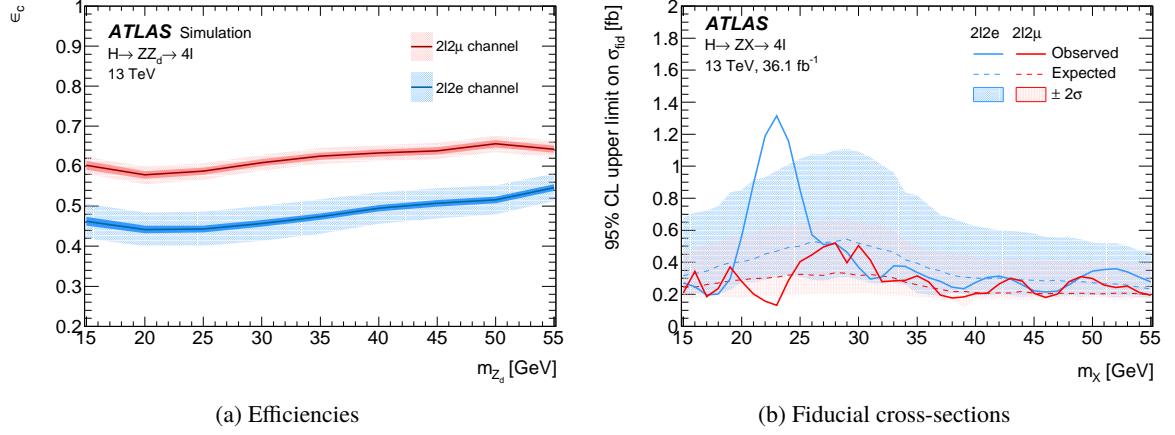 ε_c
1
0.9
0.8
0.7
0.6
0.5
0.4
0.3
0.2
ATLAS Simulation
H→ ZZ_d → 4l
13 TeV
2l2μ channel
2l2e channel
15 20 25 30 35 40 45 50 55
m_{Z_d} [GeV]
(a) Efficiencies
95% CL upper limit on σ_fid [fb]
2
1.8
1.6
1.4
1.2
1
0.8
0.6
0.4
0.2
0
ATLAS
H→ ZX→ 4l
13 TeV, 36.1 fb⁻¹
2l2e 2l2μ
Observed
Expected
± 2σ
15 20 25 30 35 40 45 50 55
m_X [GeV]
(b) Fiducial cross-sections